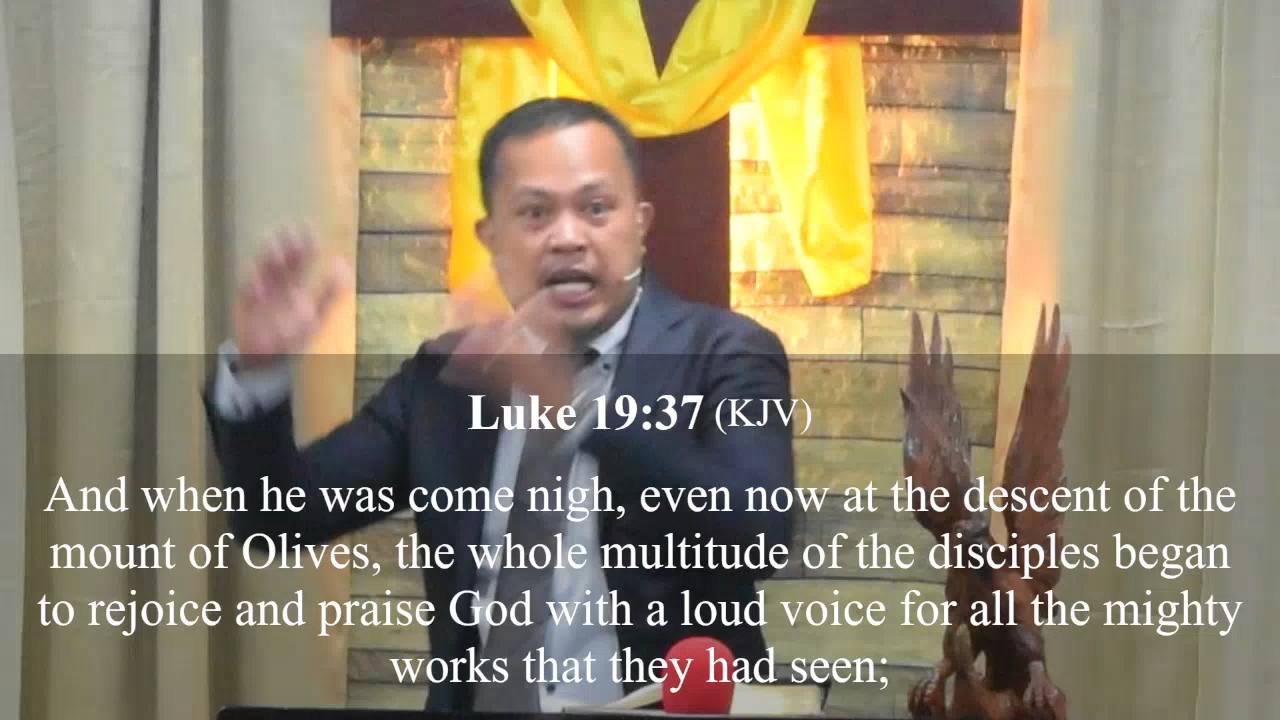 Luke 19:37 (KJV)
And when he was come nigh, even now at the descent of the
mount of Olives, the whole multitude of the disciples began
to rejoice and praise God with a loud voice for all the mighty
works that they had seen;